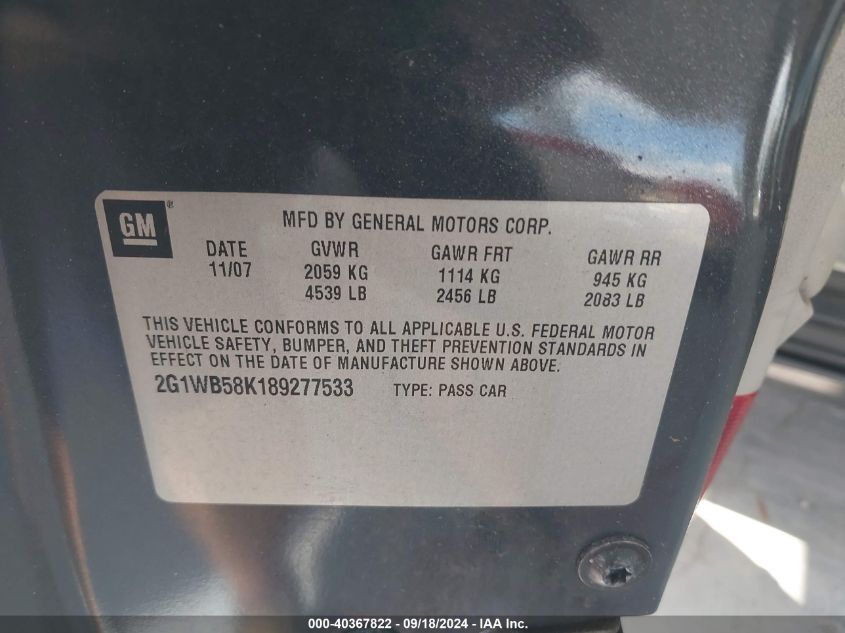 GM ®
MFD BY GENERAL MOTORS CORP.
DATE GVWR GAWR FRT GAWR RR
11/07 2059 KG 1114 KG 945 KG
4539 LB 2456 LB 2083 LB
THIS VEHICLE CONFORMS TO ALL APPLICABLE U.S. FEDERAL MOTOR
VEHICLE SAFETY, BUMPER, AND THEFT PREVENTION STANDARDS IN
EFFECT ON THE DATE OF MANUFACTURE SHOWN ABOVE.
2G1WB58K189277533 TYPE: PASS CAR
000-40367822 - 09/18/2024 - IAA Inc.